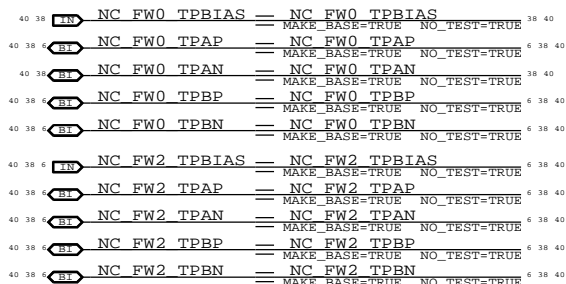 40 38 IN NC_FW0_TPBIAS NC_FW0_TPBIAS 38 40
MAKE_BASE=TRUE NO_TEST=TRUE
40 38 6 BI NC_FW0_TPAP NC_FW0_TPAP 6 38 40
MAKE_BASE=TRUE NO_TEST=TRUE
40 38 BI NC_FW0_TPAN NC_FW0_TPAN 38 40
MAKE_BASE=TRUE NO_TEST=TRUE
40 38 6 BI NC_FW0_TPBP NC_FW0_TPBP 6 38 40
MAKE_BASE=TRUE NO_TEST=TRUE
40 38 6 BI NC_FW0_TPBN NC_FW0_TPBN 6 38 40
MAKE_BASE=TRUE NO_TEST=TRUE
40 38 6 IN NC_FW2_TPBIAS NC_FW2_TPBIAS 6 38 40
MAKE_BASE=TRUE NO_TEST=TRUE
40 38 6 BI NC_FW2_TPAP NC_FW2_TPAP 6 38 40
MAKE_BASE=TRUE NO_TEST=TRUE
40 38 6 BI NC_FW2_TPAN NC_FW2_TPAN 6 38 40
MAKE_BASE=TRUE NO_TEST=TRUE
40 38 6 BI NC_FW2_TPBP NC_FW2_TPBP 6 38 40
MAKE_BASE=TRUE NO_TEST=TRUE
40 38 6 BI NC_FW2_TPBN NC_FW2_TPBN 6 38 40
MAKE_BASE=TRUE NO_TEST=TRUE